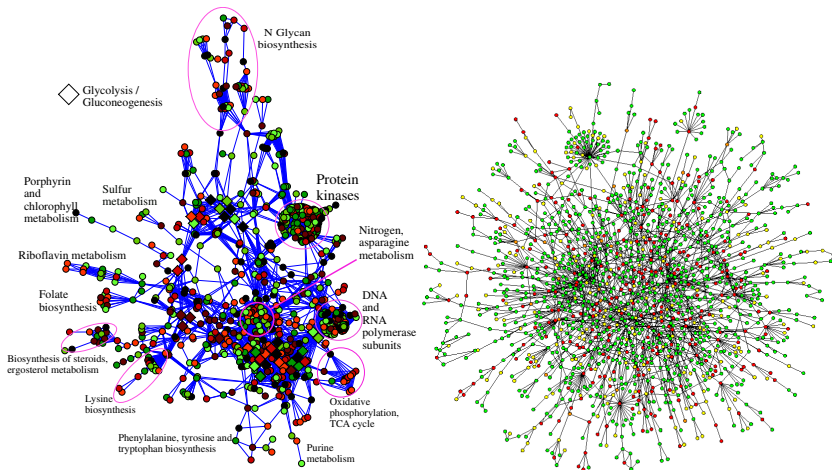 N Glycan
biosynthesis
Glycolysis /
Gluconeogenesis
Porphyrin
and
chlorophyll
metabolism
Sulfur
metabolism
Protein
kinases
Nitrogen,
asparagine
metabolism
Riboflavin metabolism
Folate
biosynthesis
DNA
and
RNA
polymerase
subunits
Biosynthesis of steroids,
ergosterol metabolism
Lysine
biosynthesis
Oxidative
phosphorylation,
TCA cycle
Phenylalanine, tyrosine and
tryptophan biosynthesis
Purine
metabolism